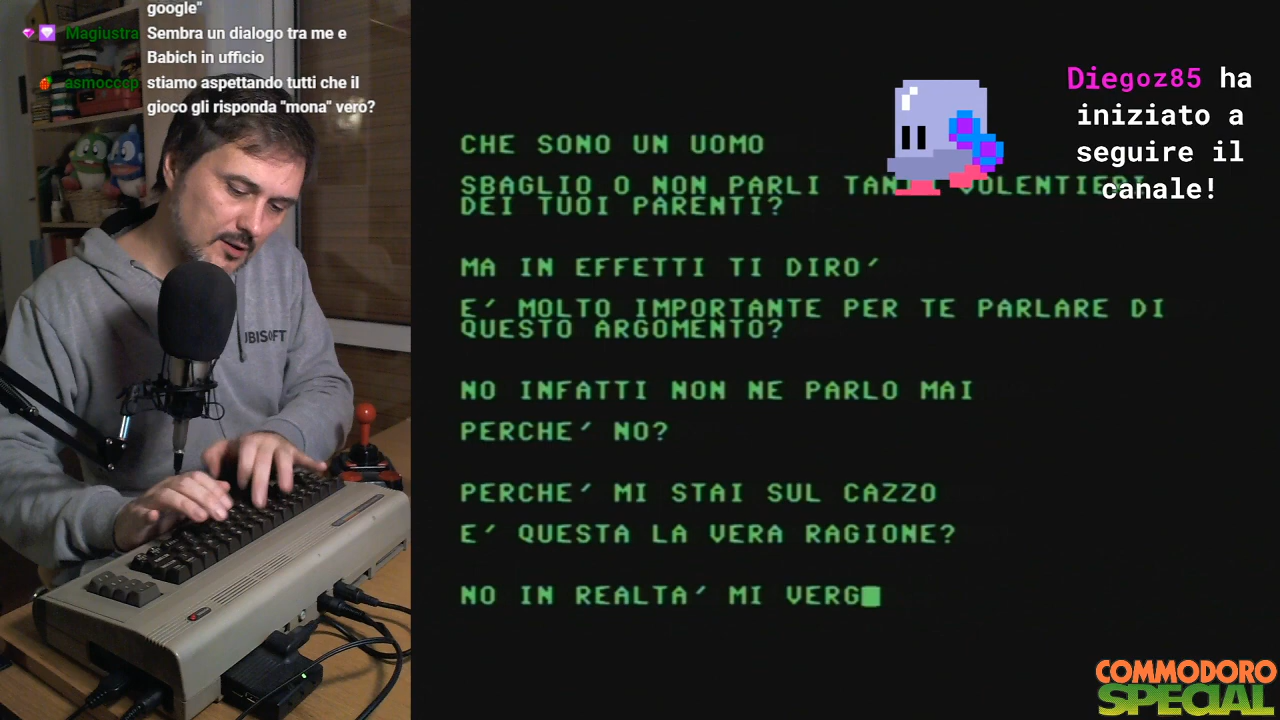 google"
Magiustra Sembra un dialogo tra me e
Babich in ufficio
asmocccp stiamo aspettando tutti che il
gioco gli risponda "mona" vero?
UBISOFT
CHE SONO UN UOMO
SBAGLIO O NON PARLI TANTO VOLENTIERI
DEI TUOI PARENTI?
MA IN EFFETTI TI DIRO'
E' MOLTO IMPORTANTE PER TE PARLARE DI
QUESTO ARGOMENTO?
NO INFATTI NON NE PARLO MAI
PERCHE' NO?
PERCHE' MI STAI SUL CAZZO
E' QUESTA LA VERA RAGIONE?
NO IN REALTA' MI VERG
Diegoz85 ha
iniziato a
seguire il
canale!
COMMODORO
SPECIAL